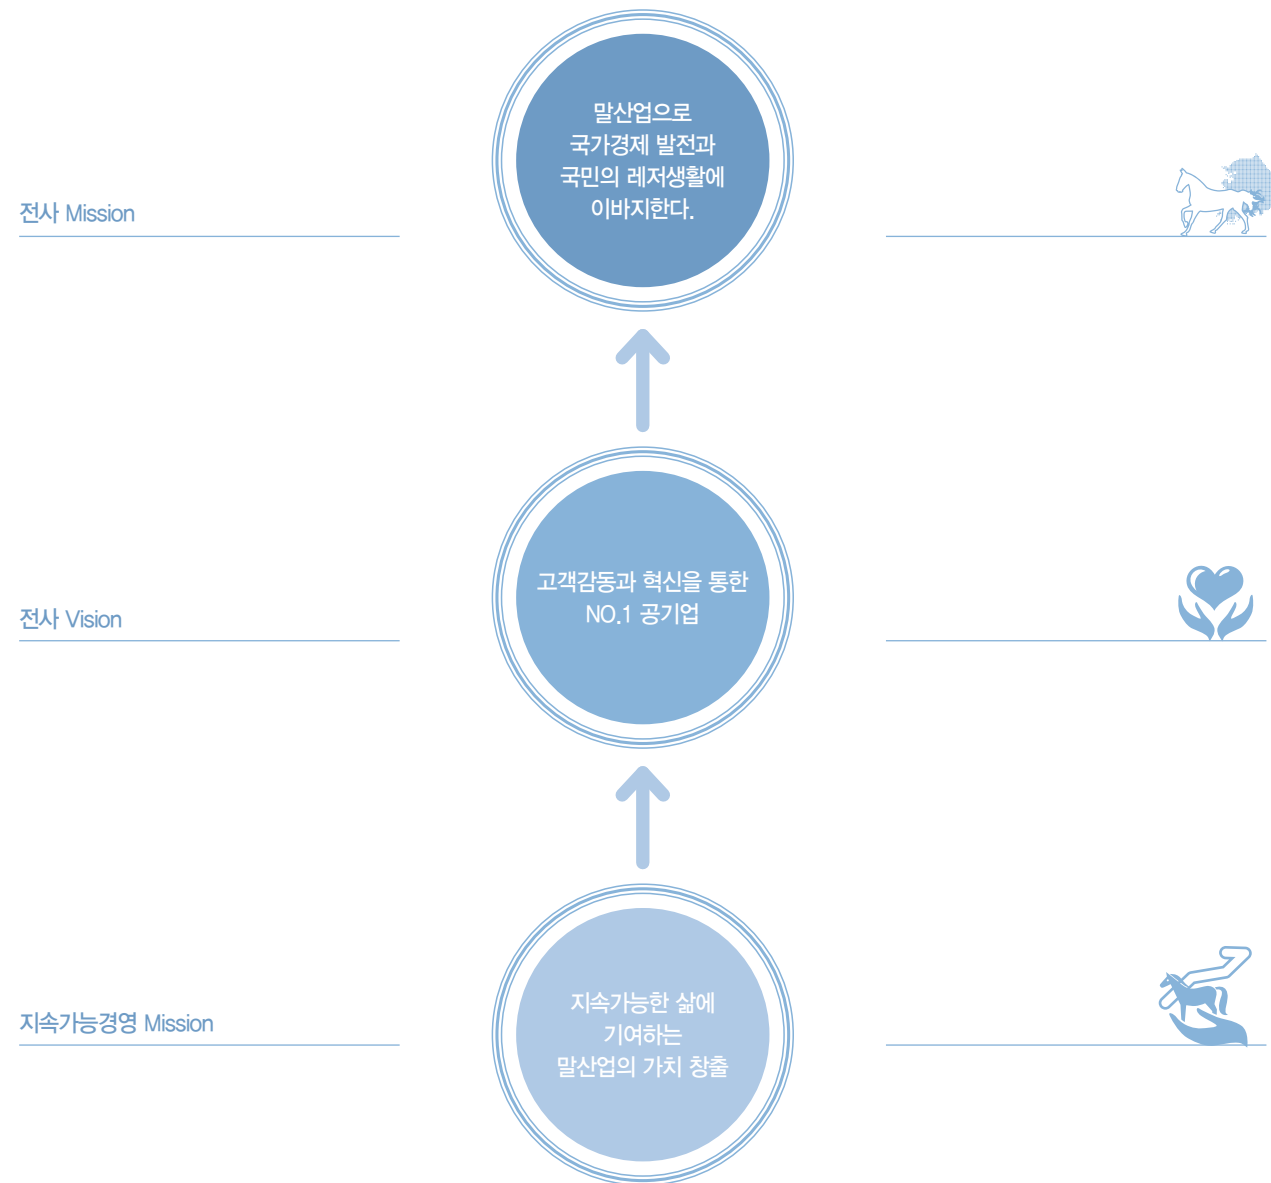 말산업으로
국가경제 발전과
국민의 레저생활에
이바지한다.
전사 Mission
고객감동과 혁신을 통한
NO.1 공기업
전사 Vision
지속가능한 삶에
기여하는
말산업의 가치 창출
지속가능경영 Mission